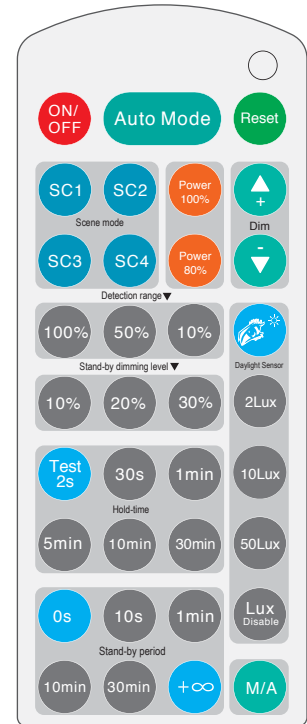 ON/
OFF
Auto Mode
Reset
SC1 SC2
Power
100%
+
Scene mode
Dim
SC3 SC4
Power
80%
-
Detection range▼
100% 50% 10%
Stand-by dimming level▼
Daylight Sensor
10% 20% 30%
2Lux
Test
2s
30s 1min
10Lux
Hold-time
5min 10min 30min
50Lux
0s 10s 1min
Lux
Disable
Stand-by period
10min 30min +∞
M/A